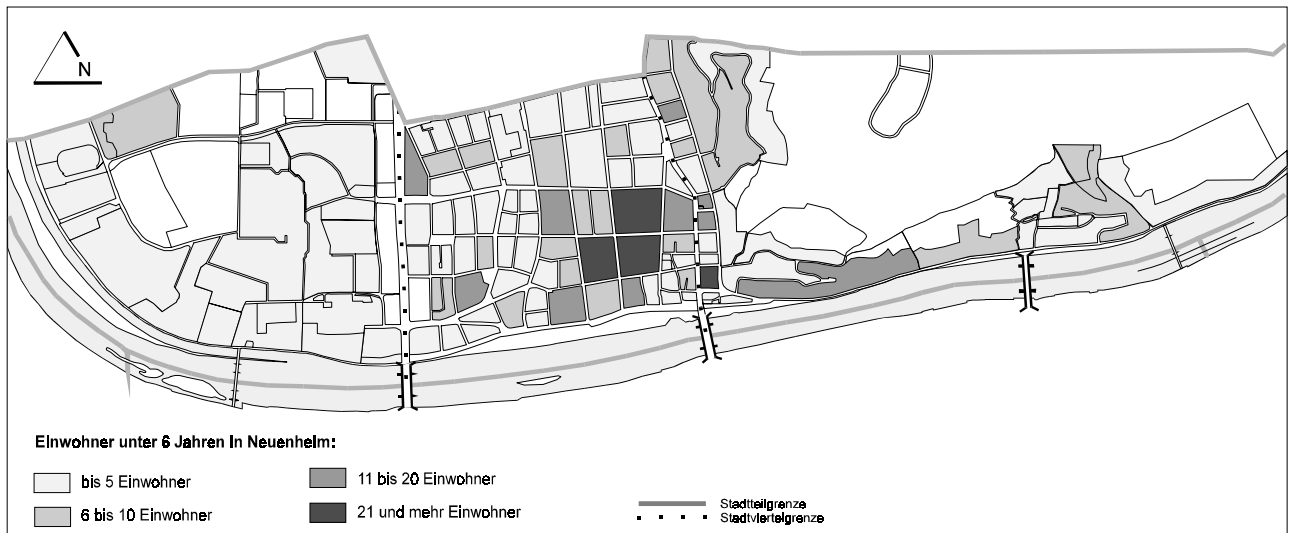 N
Einwohner unter 6 Jahren in Neuenheim:
bis 5 Einwohner
6 bis 10 Einwohner
11 bis 20 Einwohner
21 und mehr Einwohner
Stadtteilgrenze
Stadtviertelgrenze